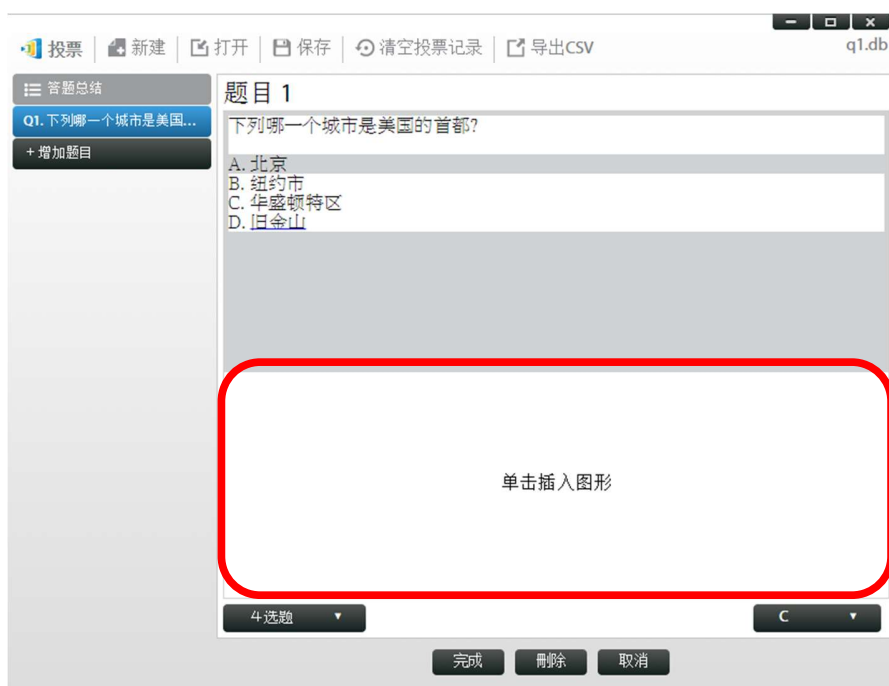 投票 新建 打开 保存 清空投票记录 导出CSV q1.db
答题总结
Q1.下列哪一个城市是美国...
+增加题目
题目 1
下列哪一个城市是美国的首都?
A. 北京
B. 纽约市
C. 华盛顿特区
D. 旧金山
单击插入图形
4选题 C
完成 删除 取消